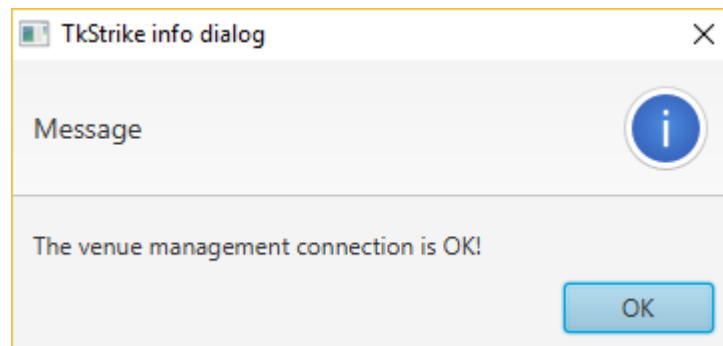 TkStrike info dialog
Message
The venue management connection is OK!
OK